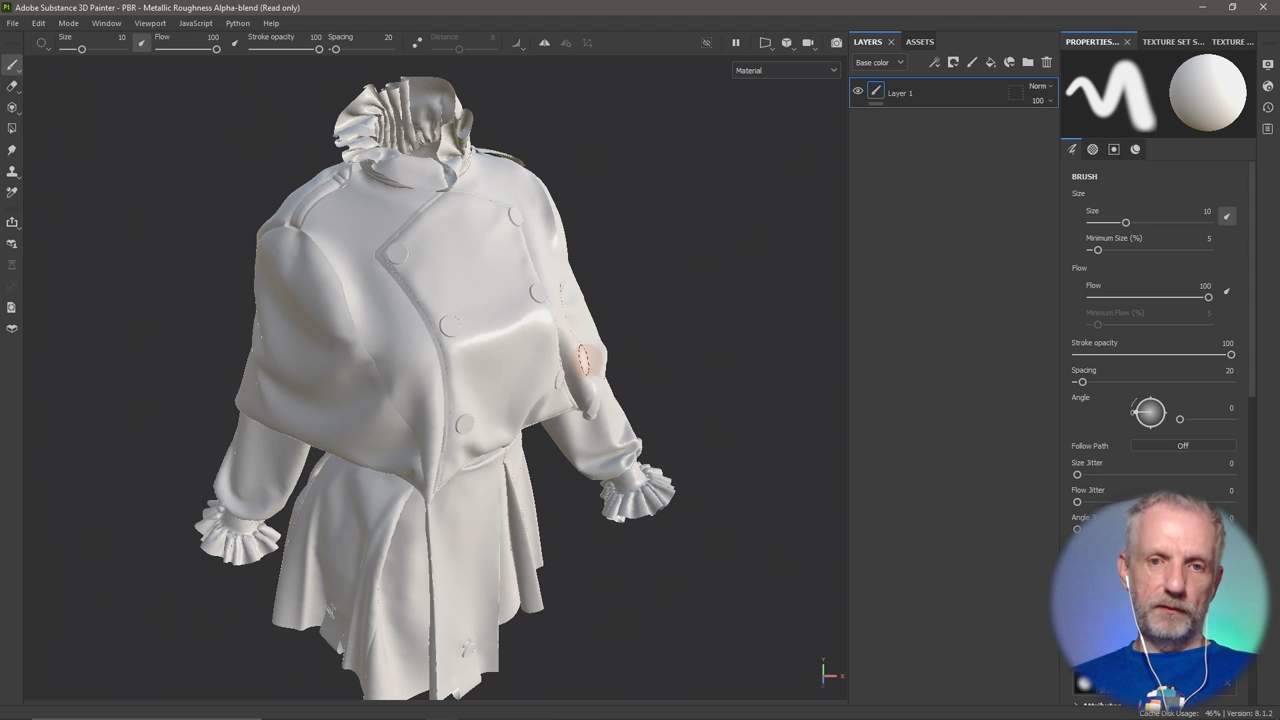 Pt Adobe Substance 3D Painter - PBR - Metallic Roughness Alpha-blend (Read only)
File Edit Mode Window Viewport JavaScript Python Help
Size 10 Flow 100 Stroke opacity 100 Spacing 20 Distance 8
LAYERS ASSETS
PROPERTIES... TEXTURE SET S... TEXTURE ...
Material
Base color
Layer 1
Norm
100
BRUSH
Size
Size 10
Minimum Size (%) 5
Flow
Flow 100
Minimum Flow (%) 5
Stroke opacity 100
Spacing 20
Angle
0
Follow Path Off
Size Jitter 0
Flow Jitter 0
Angle
Y
X
Attributes
Cache Disk Usage: 46% | Version: 8.1.2